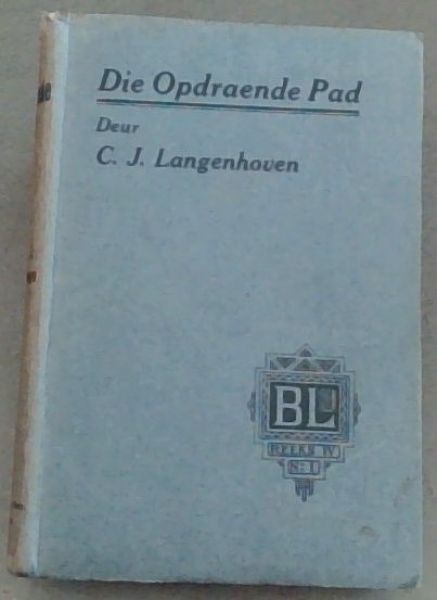 Die Opdraende Pad
Deur
C. J. Langenhoven
BL
REEKS IV
No 1